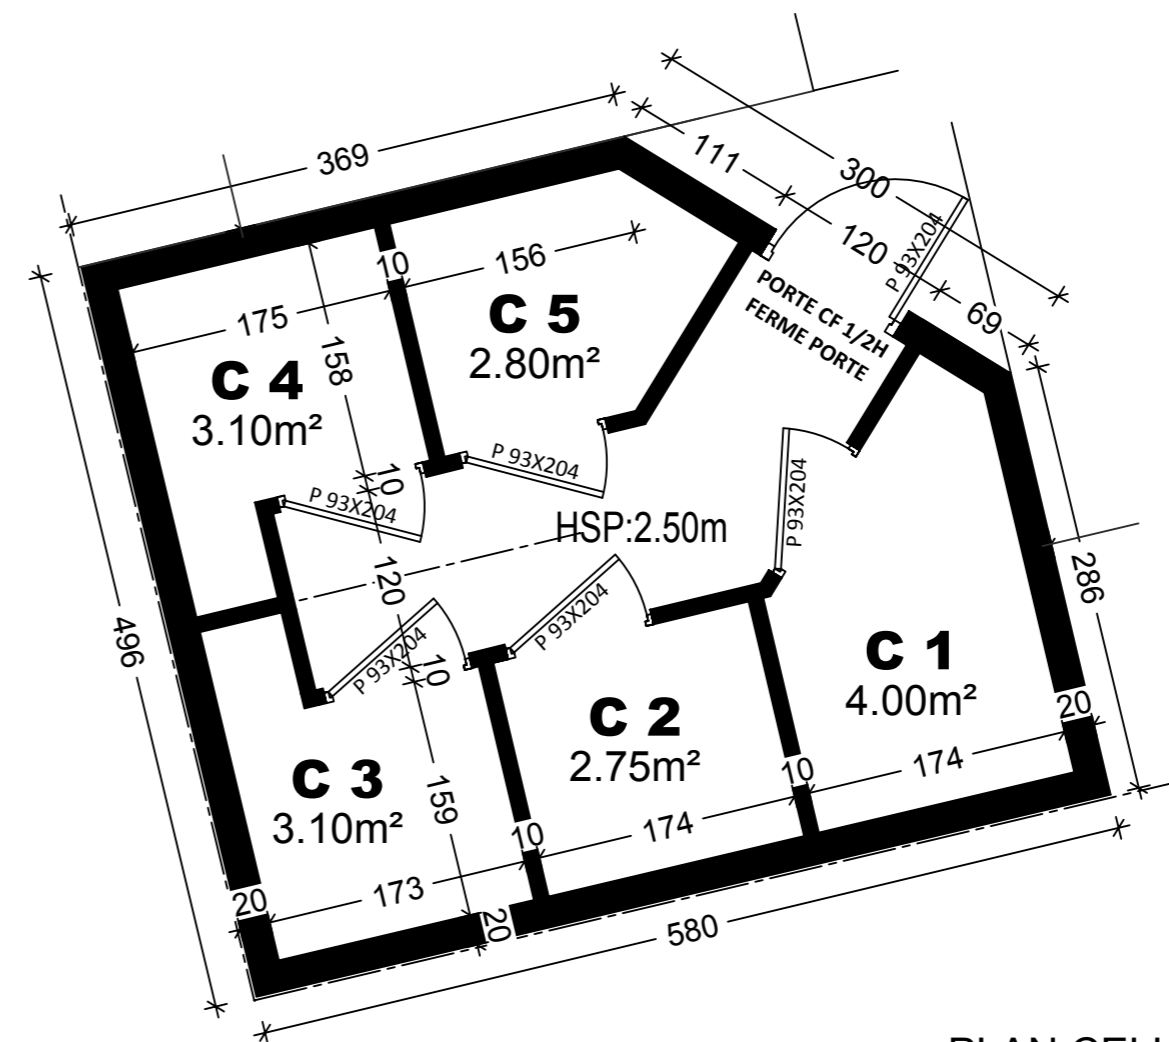 369
111
300
120
P 93X204
69
PORTE CF 1/2H
FERME PORTE
10
156
175
158
C 5
2.80m²
C 4
3.10m²
10
P 93X204
P 93X204
HSP:2.50m
P 93X204
120
286
496
P 93X204
P 93X204
10
C 1
4.00m²
20
C 2
2.75m²
C 3
3.10m²
159
10
174
10
174
173
20
20
580